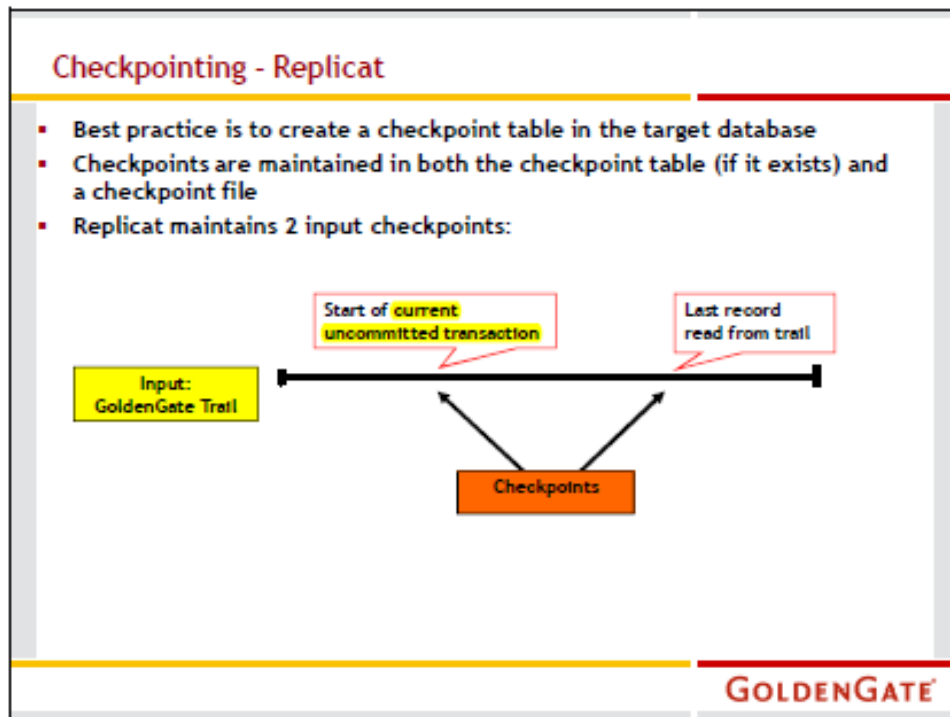 Checkpointing - Replicat
▪ Best practice is to create a checkpoint table in the target database
▪ Checkpoints are maintained in both the checkpoint table (if it exists) and
a checkpoint file
▪ Replicat maintains 2 input checkpoints:
Start of current
uncommitted transaction
Last record
read from trail
Input:
GoldenGate Trail
Checkpoints
GOLDENGATE